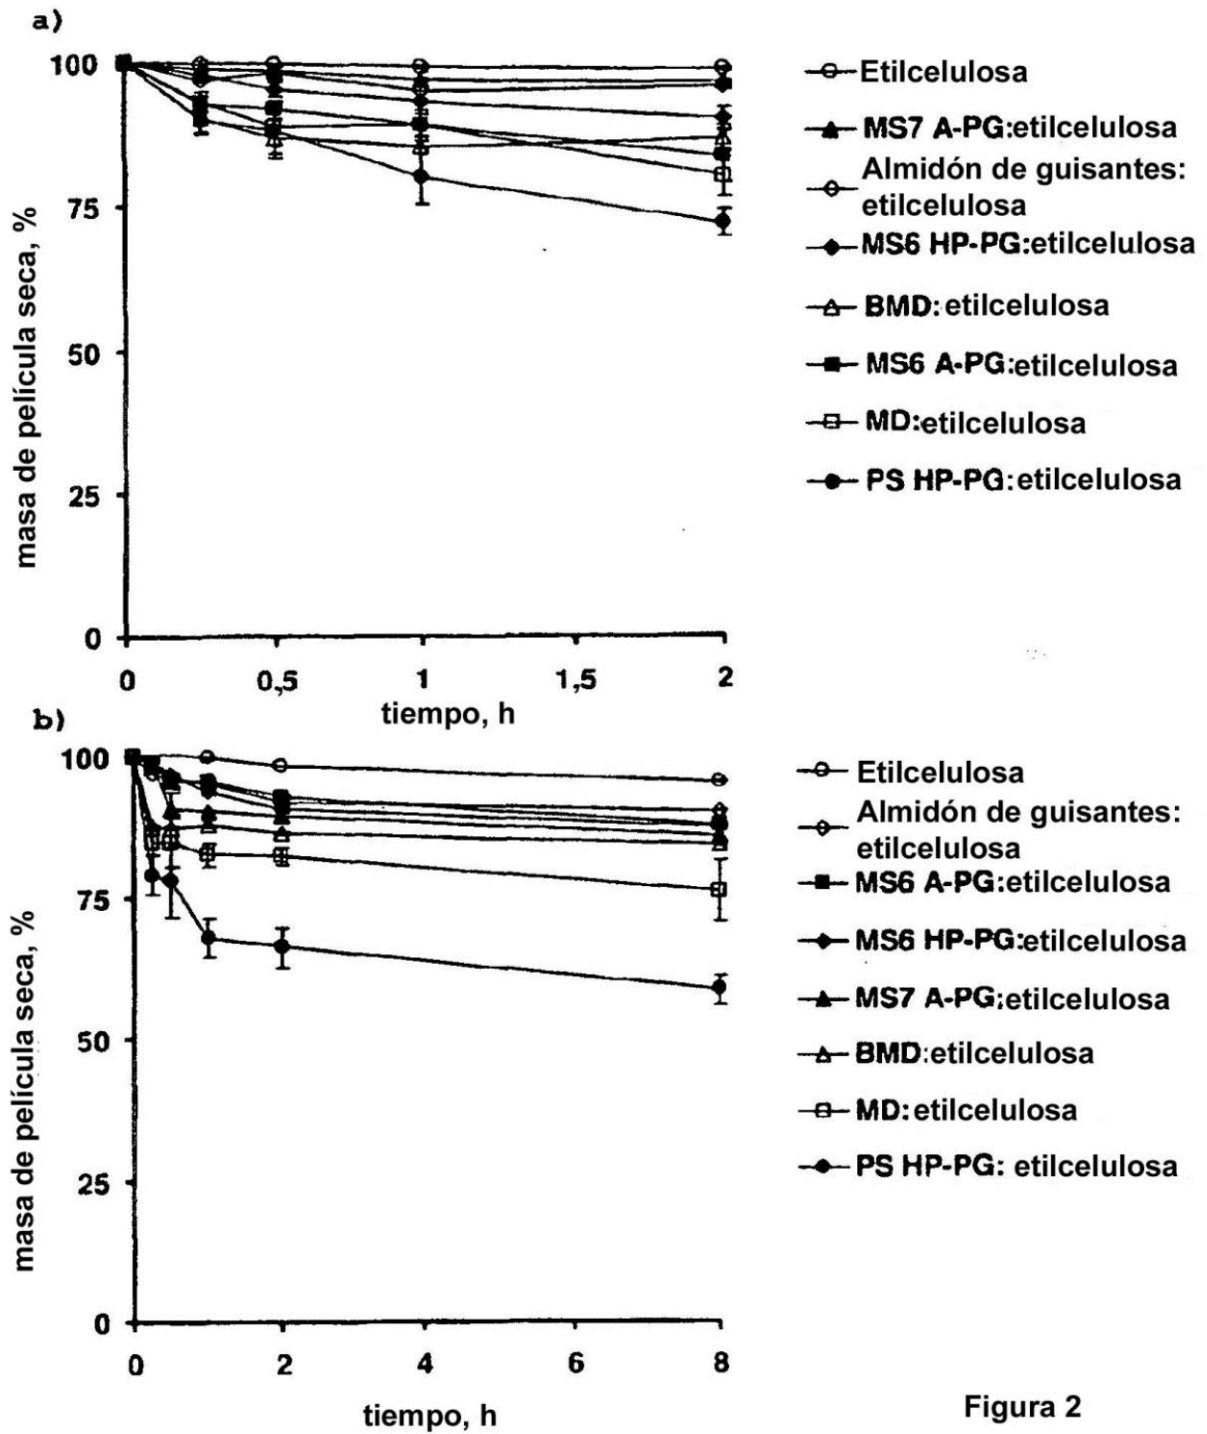 a)
100
75
50
25
0
masa de película seca, %
0
0,5
1
1,5
2
tiempo, h
Etilcelulosa
MS7 A-PG:etilcelulosa
Almidón de guisantes:
etilcelulosa
MS6 HP-PG:etilcelulosa
BMD:etilcelulosa
MS6 A-PG:etilcelulosa
MD:etilcelulosa
PS HP-PG:etilcelulosa
b)
100
75
50
25
0
masa de película seca, %
0
2
4
6
8
tiempo, h
Etilcelulosa
Almidón de guisantes:
etilcelulosa
MS6 A-PG:etilcelulosa
MS6 HP-PG:etilcelulosa
MS7 A-PG:etilcelulosa
BMD:etilcelulosa
MD:etilcelulosa
PS HP-PG: etilcelulosa
Figura 2